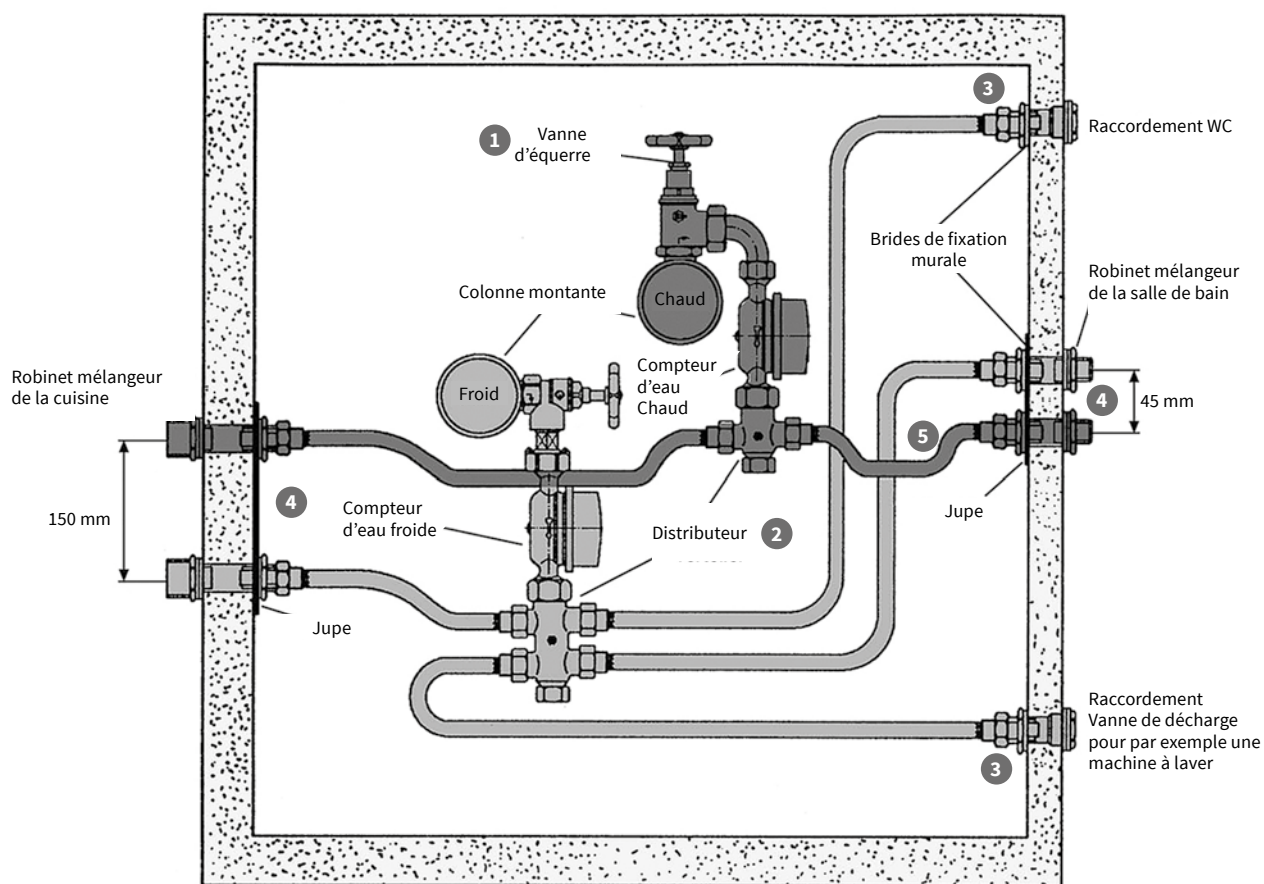 3
Raccordement WC
1
Vanne
d'équerre
Brides de fixation
murale
Robinet mélangeur
de la salle de bain
Colonne montante
Chaud
Compteur
d'eau
Chaud
Froid
Robinet mélangeur
de la cuisine
4
45 mm
5
150 mm
4
Compteur
d'eau froide
Distributeur
2
Jupe
Jupe
Raccordement
Vanne de décharge
pour par exemple une
machine à laver
3